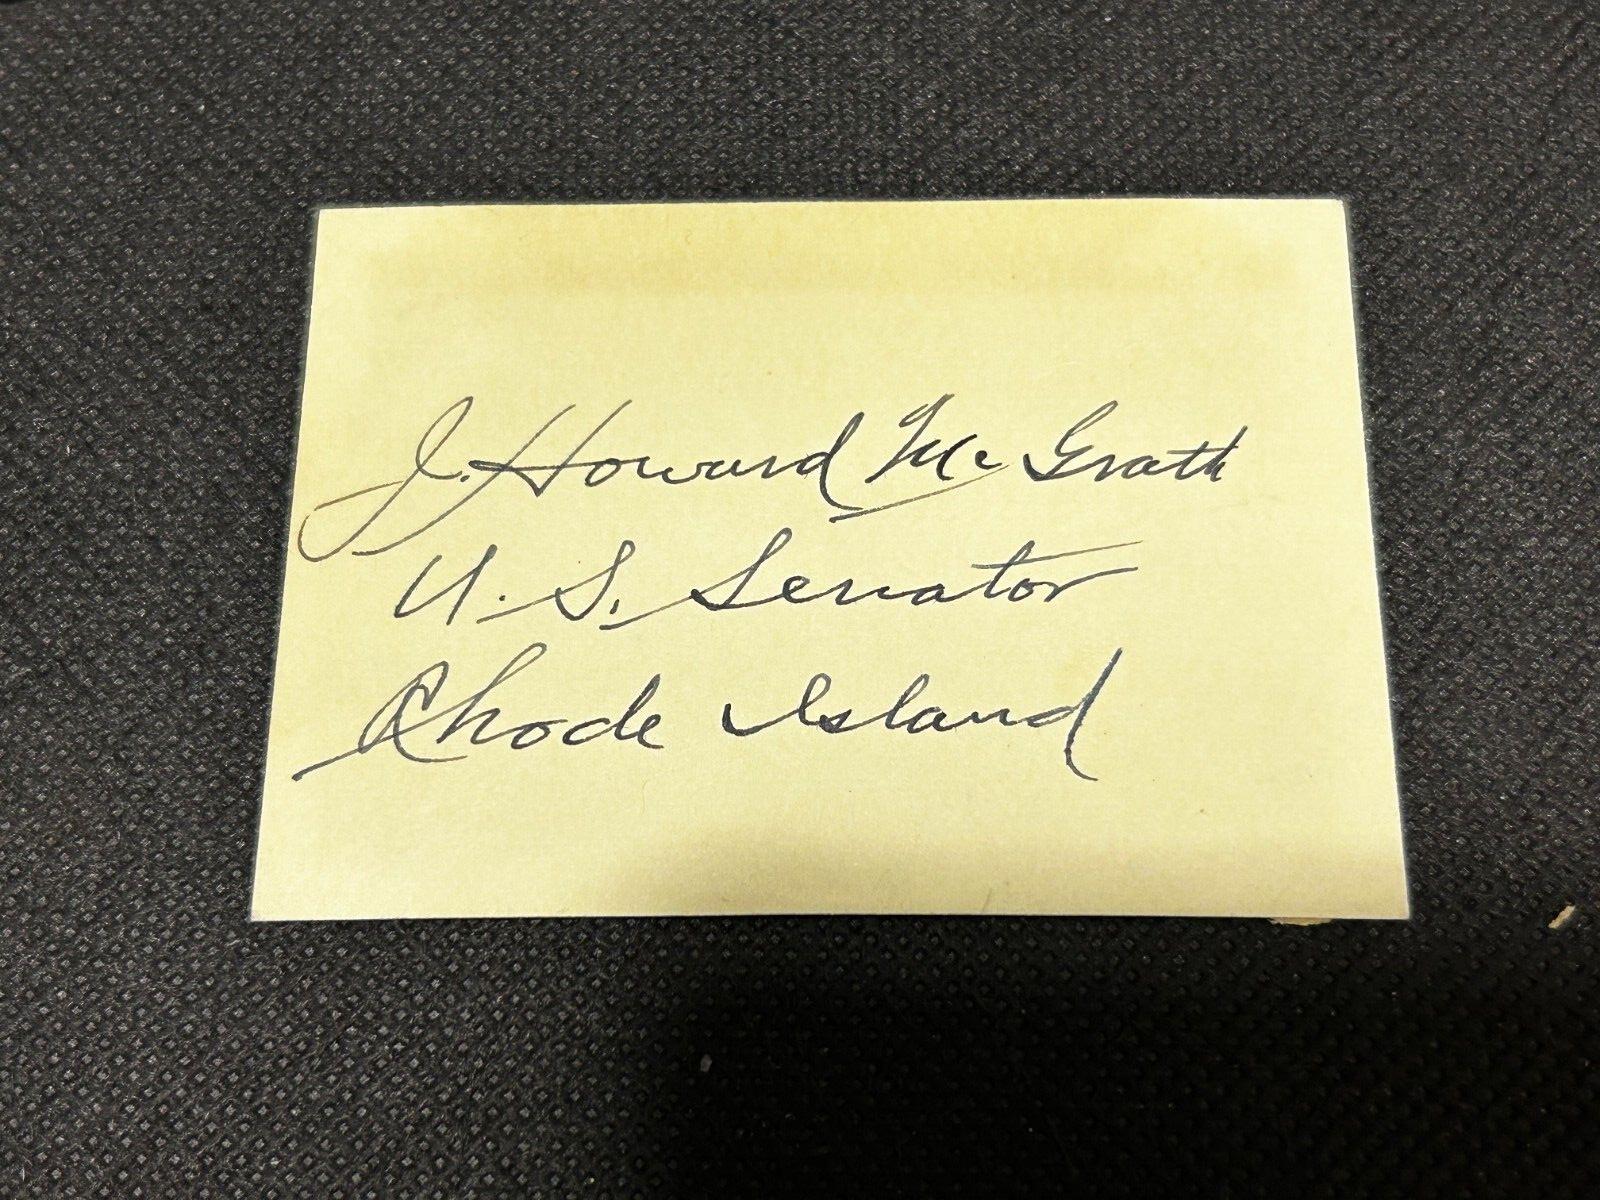 J. Howard McGrath
U. S. Senator
Rhode Island